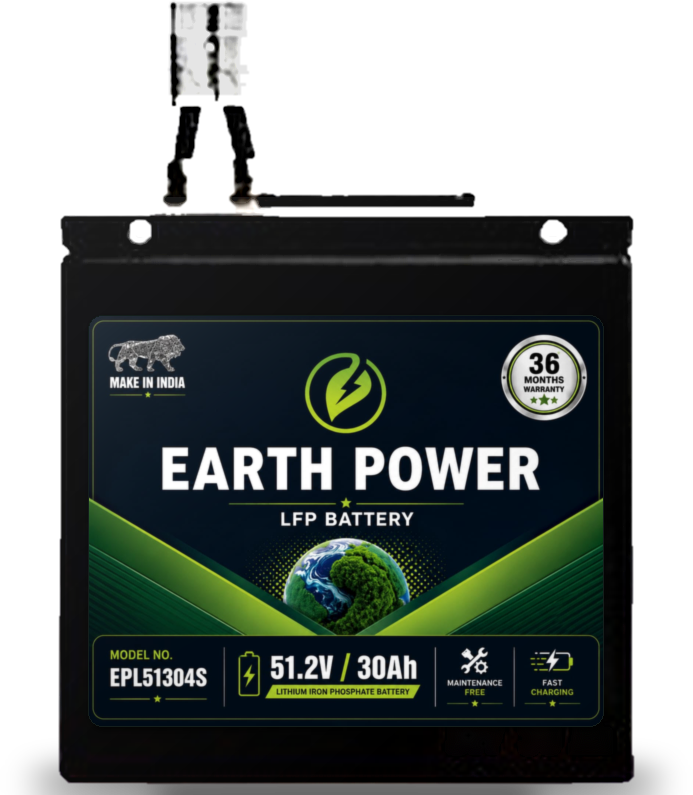 MAKE IN INDIA
36
MONTHS
WARRANTY
EARTH POWER
LFP BATTERY
MODEL NO.
EPL51304S
51.2V / 30Ah
LITHIUM IRON PHOSPHATE BATTERY
MAINTENANCE
FREE
FAST
CHARGING